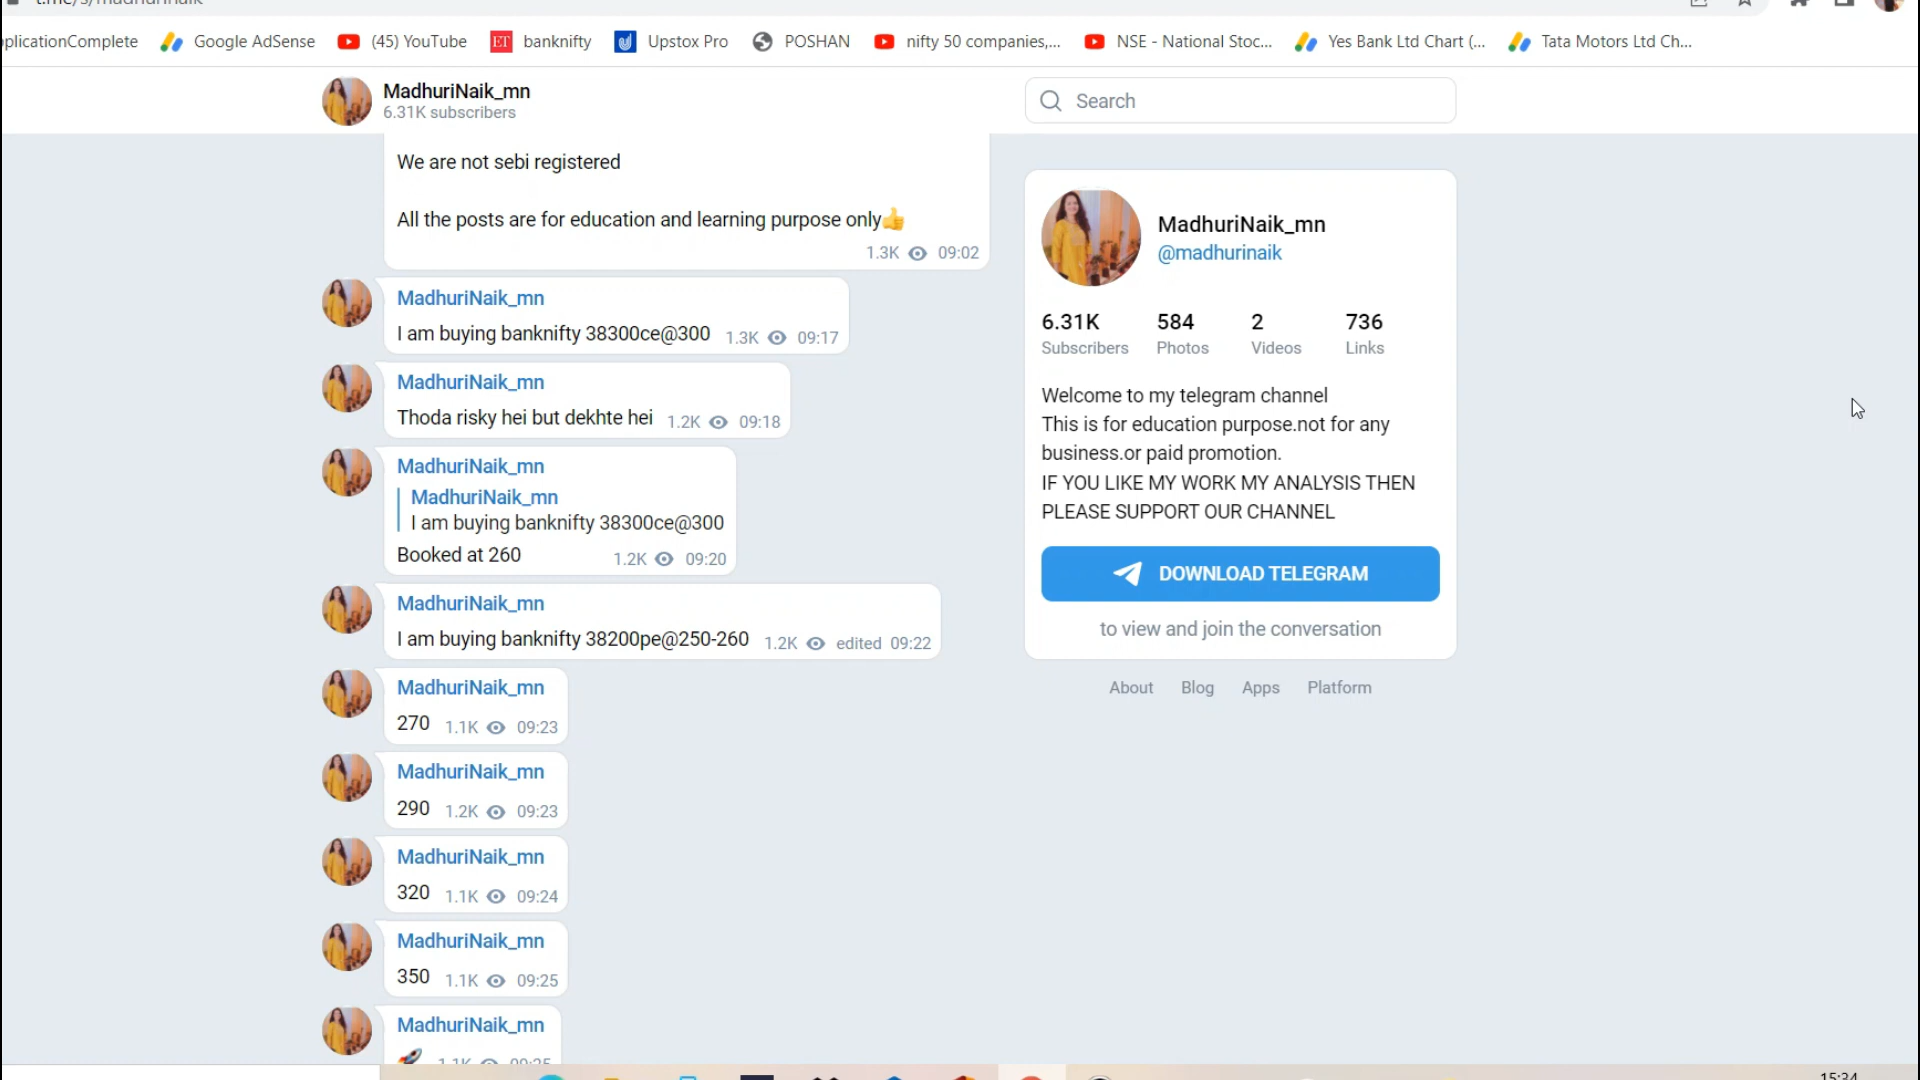 plicationComplete Google AdSense (45) YouTube ET banknifty Upstox Pro POSHAN nifty 50 companies,... NSE - National Stoc... Yes Bank Ltd Chart (... Tata Motors Ltd Ch...
MadhuriNaik_mn
6.31K subscribers
Search
We are not sebi registered
All the posts are for education and learning purpose only👍
1.3K 09:02
MadhuriNaik_mn
I am buying banknifty 38300ce@300 1.3K 09:17
MadhuriNaik_mn
Thoda risky hei but dekhte hei 1.2K 09:18
MadhuriNaik_mn
MadhuriNaik_mn
I am buying banknifty 38300ce@300
Booked at 260 1.2K 09:20
MadhuriNaik_mn
I am buying banknifty 38200pe@250-260 1.2K edited 09:22
MadhuriNaik_mn
270 1.1K 09:23
MadhuriNaik_mn
290 1.2K 09:23
MadhuriNaik_mn
320 1.1K 09:24
MadhuriNaik_mn
350 1.1K 09:25
MadhuriNaik_mn
🚀 1.1K 09:25
MadhuriNaik_mn
@madhurinaik
6.31K 584 2 736
Subscribers Photos Videos Links
Welcome to my telegram channel
This is for education purpose.not for any
business.or paid promotion.
IF YOU LIKE MY WORK MY ANALYSIS THEN
PLEASE SUPPORT OUR CHANNEL
DOWNLOAD TELEGRAM
to view and join the conversation
About Blog Apps Platform
15:34